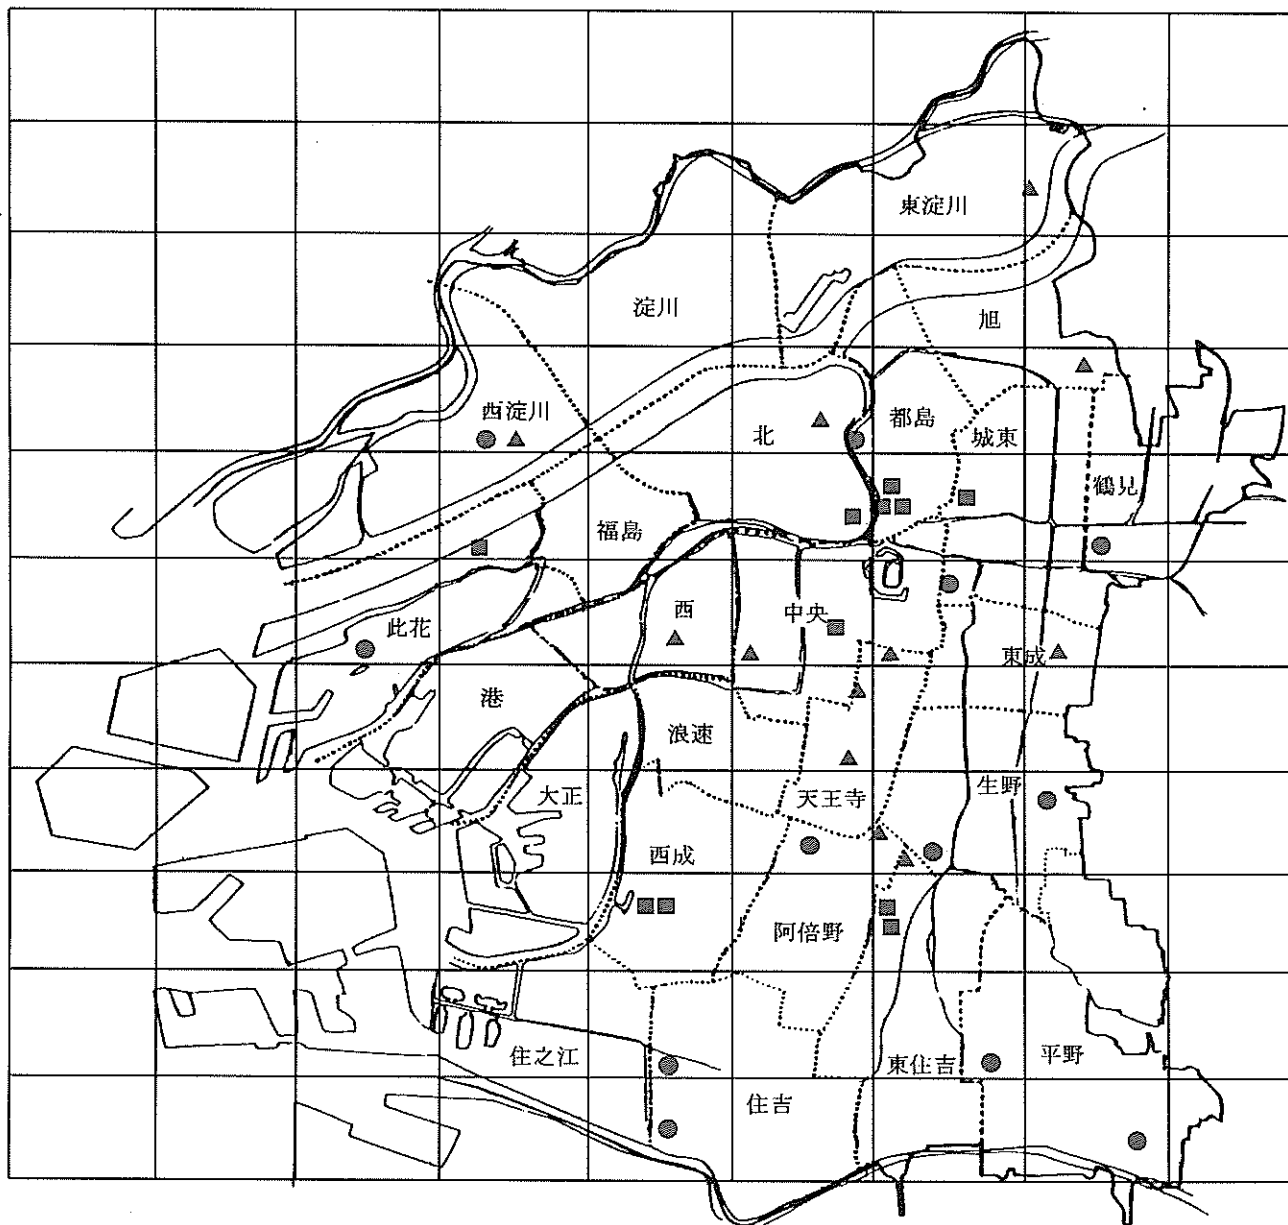 東淀川
淀川
旭
西淀川
北
都島
城東
鶴見
福島
西
中央
此花
東成
港
浪速
大正
天王寺
生野
西成
阿倍野
住之江
東住吉
平野
住吉